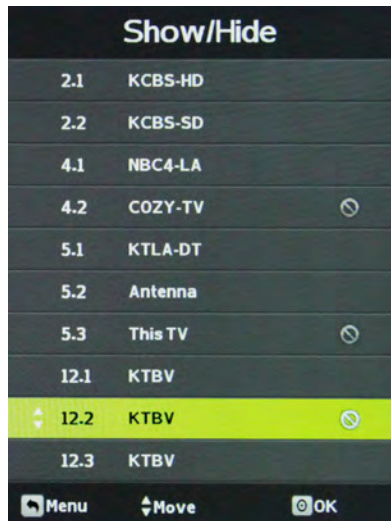 Show/Hide
2.1 KCBS-HD
2.2 KCBS-SD
4.1 NBC4-LA
4.2 COZY-TV
5.1 KTLA-DT
5.2 Antenna
5.3 This TV
12.1 KTBV
12.2 KTBV
12.3 KTBV
Menu Move OK